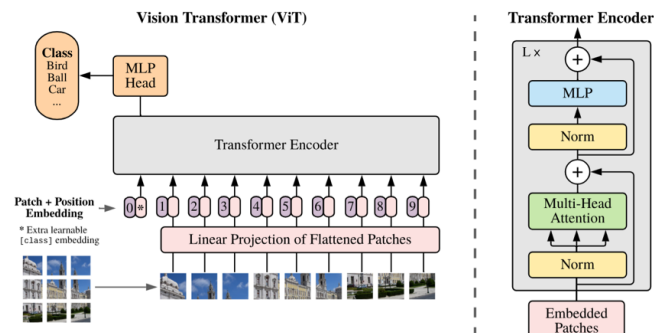 Vision Transformer (ViT)
Class
Bird
Ball
Car
...
MLP
Head
Transformer Encoder
Patch + Position
Embedding
0 * 1 2 3 4 5 6 7 8 9
* Extra learnable
[class] embedding
Linear Projection of Flattened Patches
Transformer Encoder
L ×
+
MLP
Norm
+
Multi-Head
Attention
Norm
Embedded
Patches